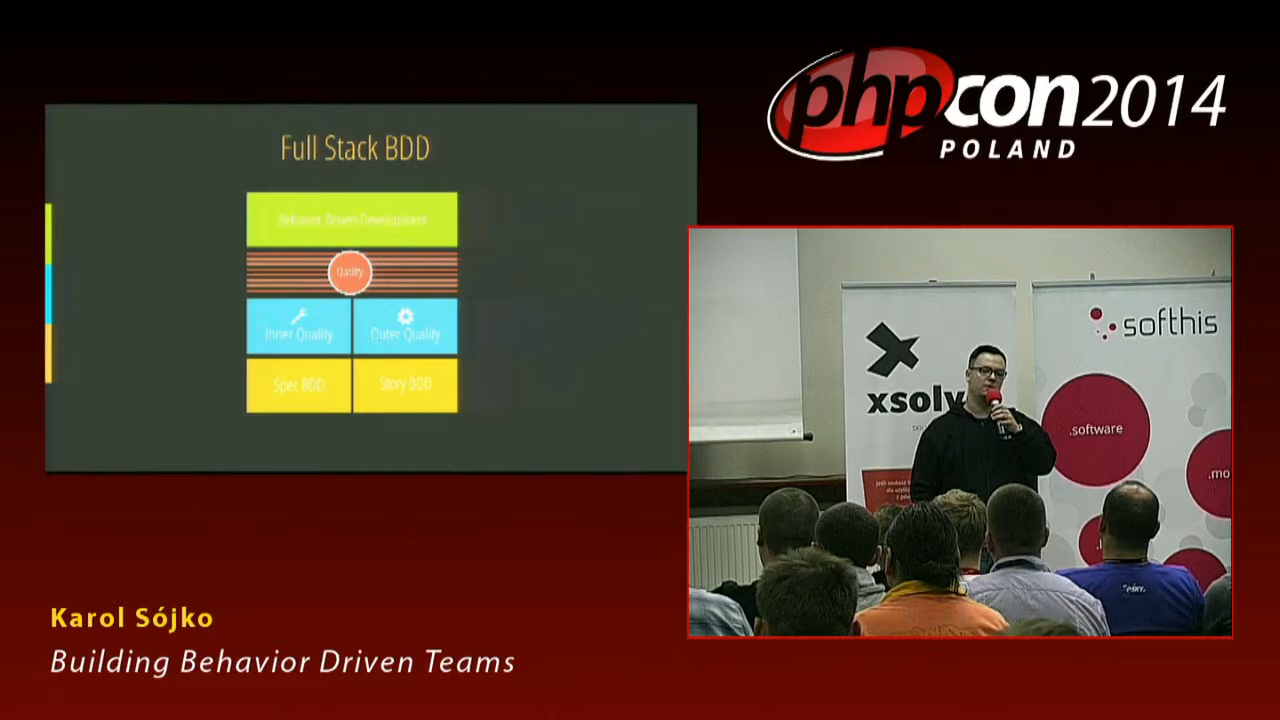 phpcon2014
POLAND
Full Stack BDD
Behavior Driven Development
Quality
Inner Quality
Outer Quality
Spec BDD
Story BDD
xsolv
softhis
.software
.mo
Karol Sójko
Building Behavior Driven Teams